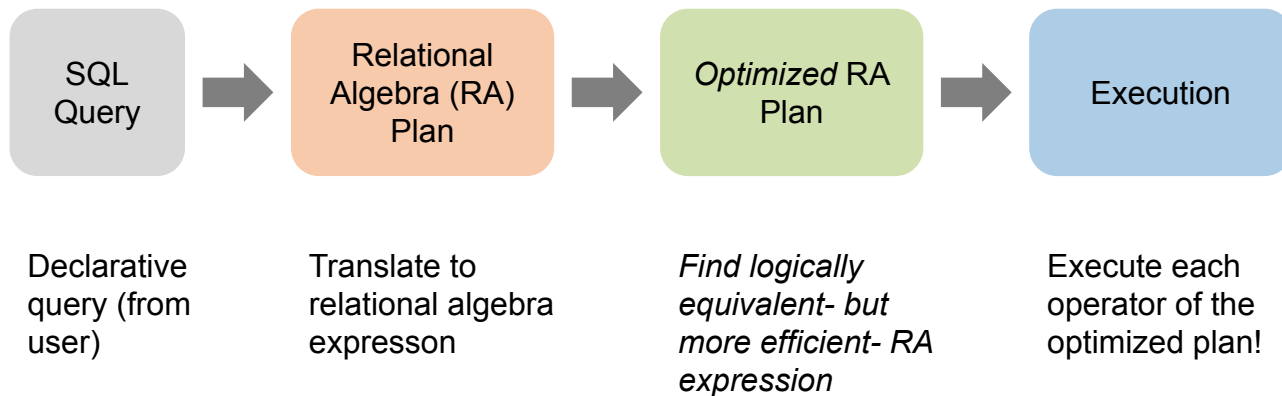 SQL
Query
Relational
Algebra (RA)
Plan
Optimized RA
Plan
Execution
Declarative
query (from
user)
Translate to
relational algebra
expresson
Find logically
equivalent- but
more efficient- RA
expression
Execute each
operator of the
optimized plan!